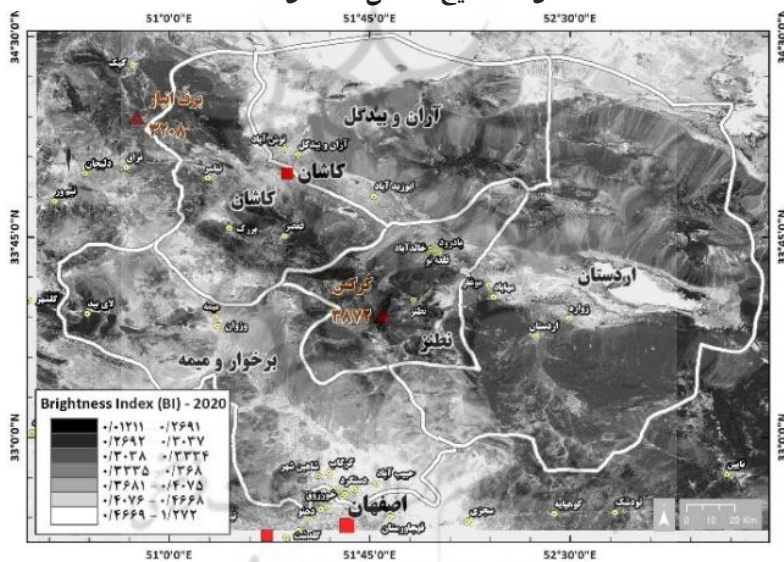 51°0'0"E
51°45'0"E
52°30'0"E
34°30'0"N
33°45'0"N
33°0'0"N
34°30'0"N
33°45'0"N
33°0'0"N
کهک
برف انبار
۳۲۰۸
آران و بیدگل
نوش آباد
آران و بیدگل
کاشان
نراق
دلیجان
نیاسر
نیم ور
ابوزید آباد
کاشان
برزک
قمصر
بادرود
خالدآباد
اردستان
کرکس
۳۸۷۲
مهاباد
زواره
نطنز
اردستان
نطنز
لای بید
میمه
وزوان
برخوار و میمه
Brightness Index (BI) - 2020
۰/۰۱۲۱۱ ۰/۲۶۹۱
۰/۲۶۹۲ ۰/۳۰۳۷
۰/۳۰۳۸ ۰/۳۳۳۴
۰/۳۳۳۵ ۰/۳۶۸
۰/۳۶۸۱ ۰/۴۰۷۵
۰/۴۰۷۶ ۰/۴۶۶۸
۰/۴۶۶۹ ۱/۲۷۲
گرگاب
شاهین شهر
حبیب آباد
دستگرد
خورزوق
اصفهان
سجزی
کوهپایه
تودشک
نایین
0 10 20 Km
51°0'0"E
51°45'0"E
52°30'0"E